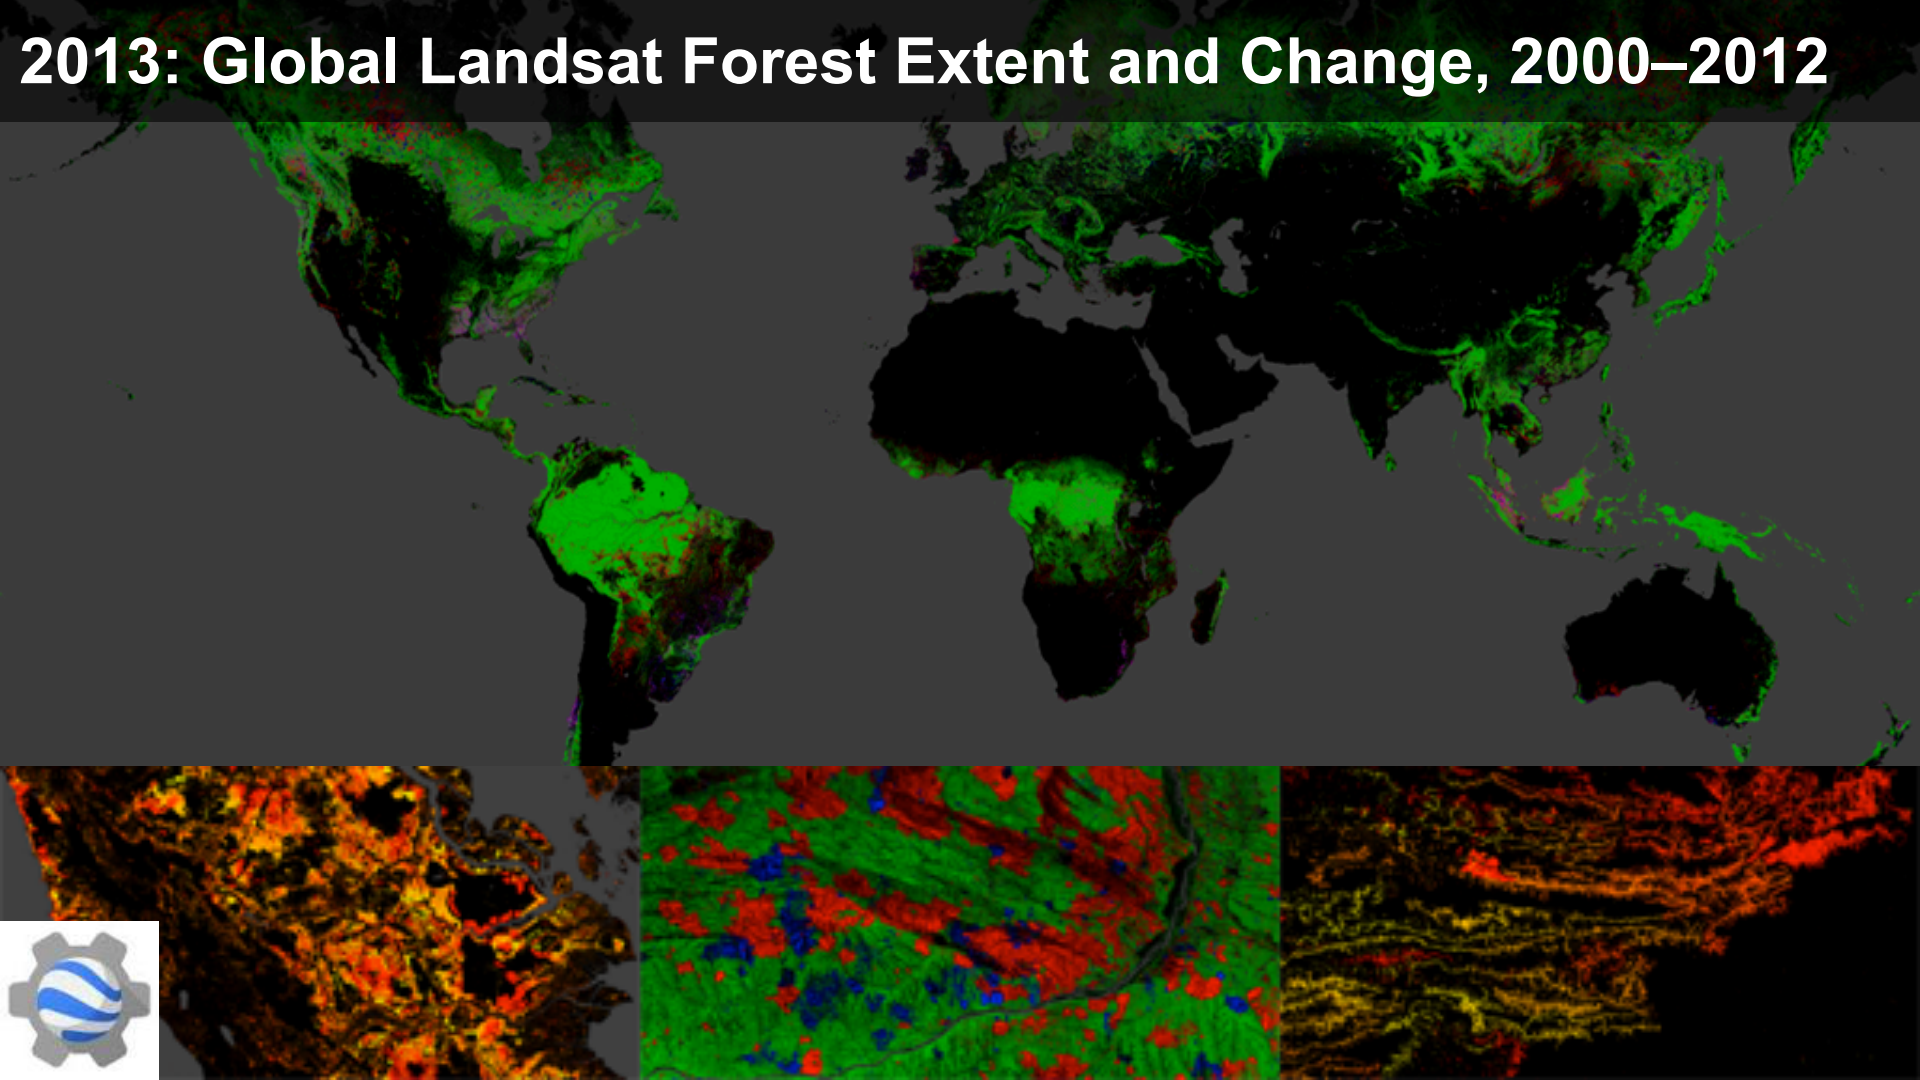 2013: Global Landsat Forest Extent and Change, 2000–2012